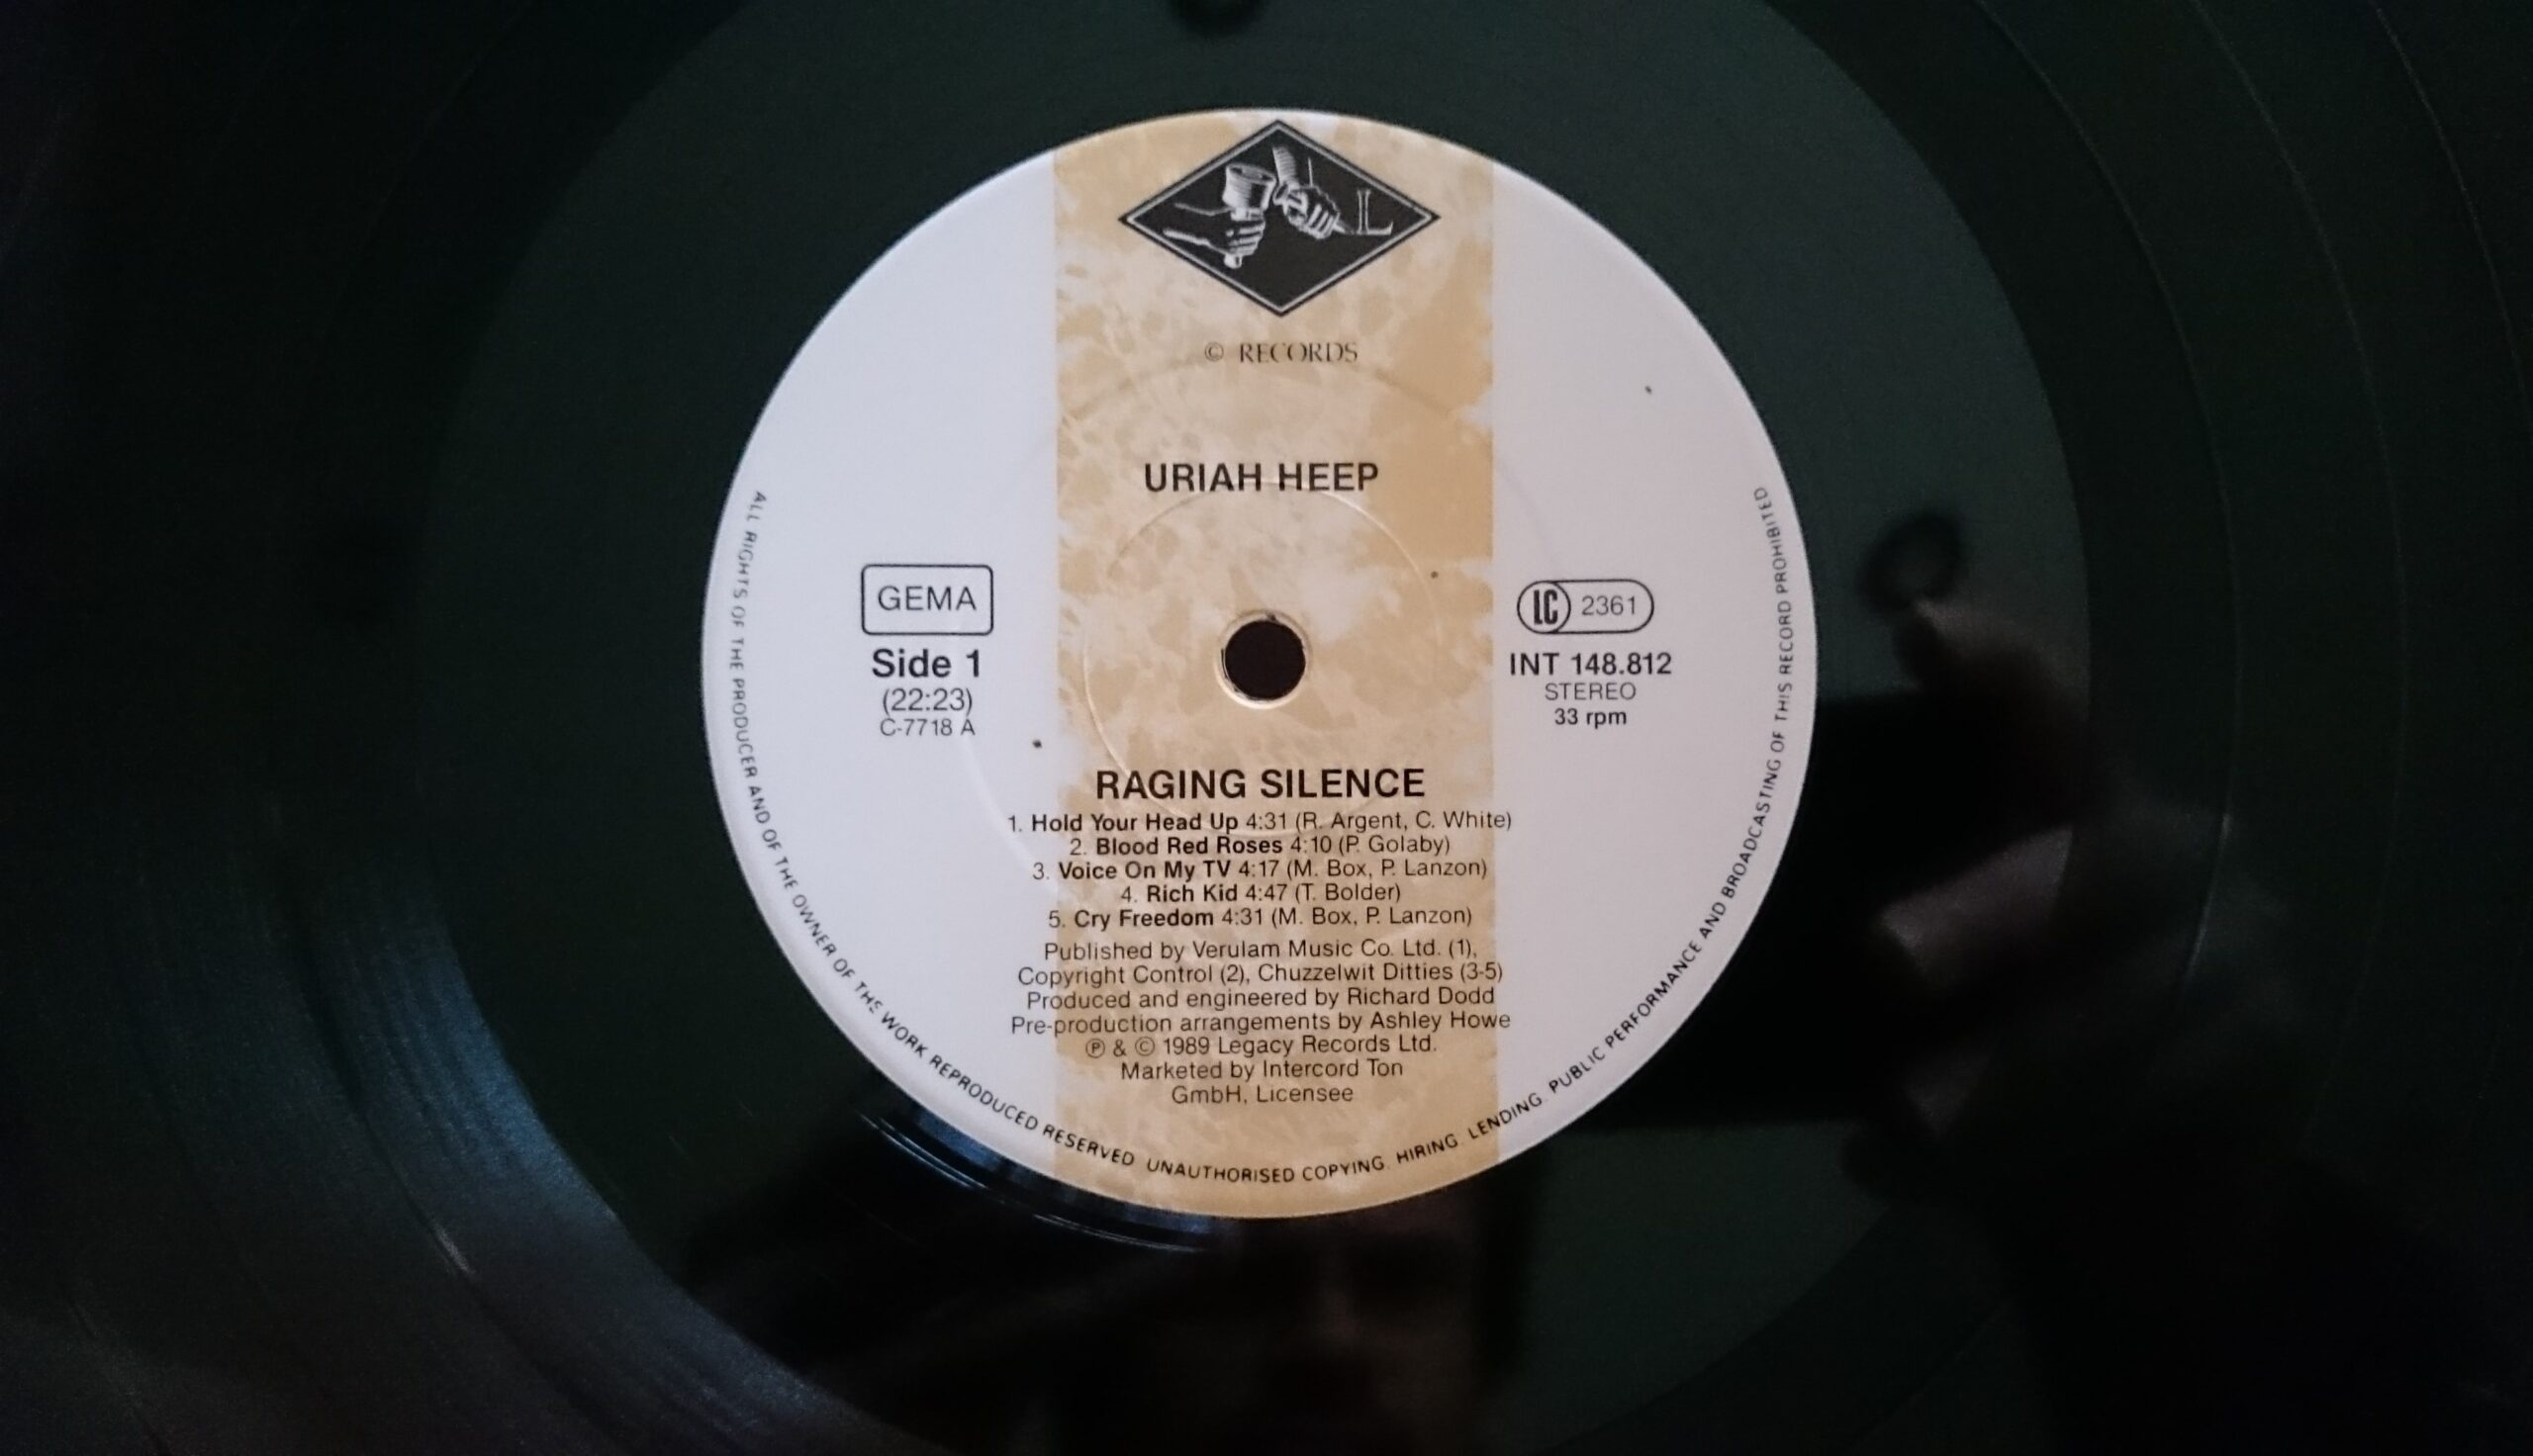 L
© RECORDS
URIAH HEEP
GEMA
Side 1
(22:23)
C-7718 A
LC 2361
INT 148.812
STEREO
33 rpm
RAGING SILENCE
1. Hold Your Head Up 4:31 (R. Argent, C. White)
2. Blood Red Roses 4:10 (P. Golaby)
3. Voice On My TV 4:17 (M. Box, P. Lanzon)
4. Rich Kid 4:47 (T. Bolder)
5. Cry Freedom 4:31 (M. Box, P. Lanzon)
Published by Verulam Music Co. Ltd. (1),
Copyright Control (2), Chuzzelwit Ditties (3-5)
Produced and engineered by Richard Dodd
Pre-production arrangements by Ashley Howe
℗ & © 1989 Legacy Records Ltd.
Marketed by Intercord Ton
GmbH, Licensee
ALL RIGHTS OF THE PRODUCER AND OF THE OWNER OF THE WORK REPRODUCED RESERVED UNAUTHORISED COPYING. HIRING. LENDING. PUBLIC PERFORMANCE AND BROADCASTING OF THIS RECORD PROHIBITED